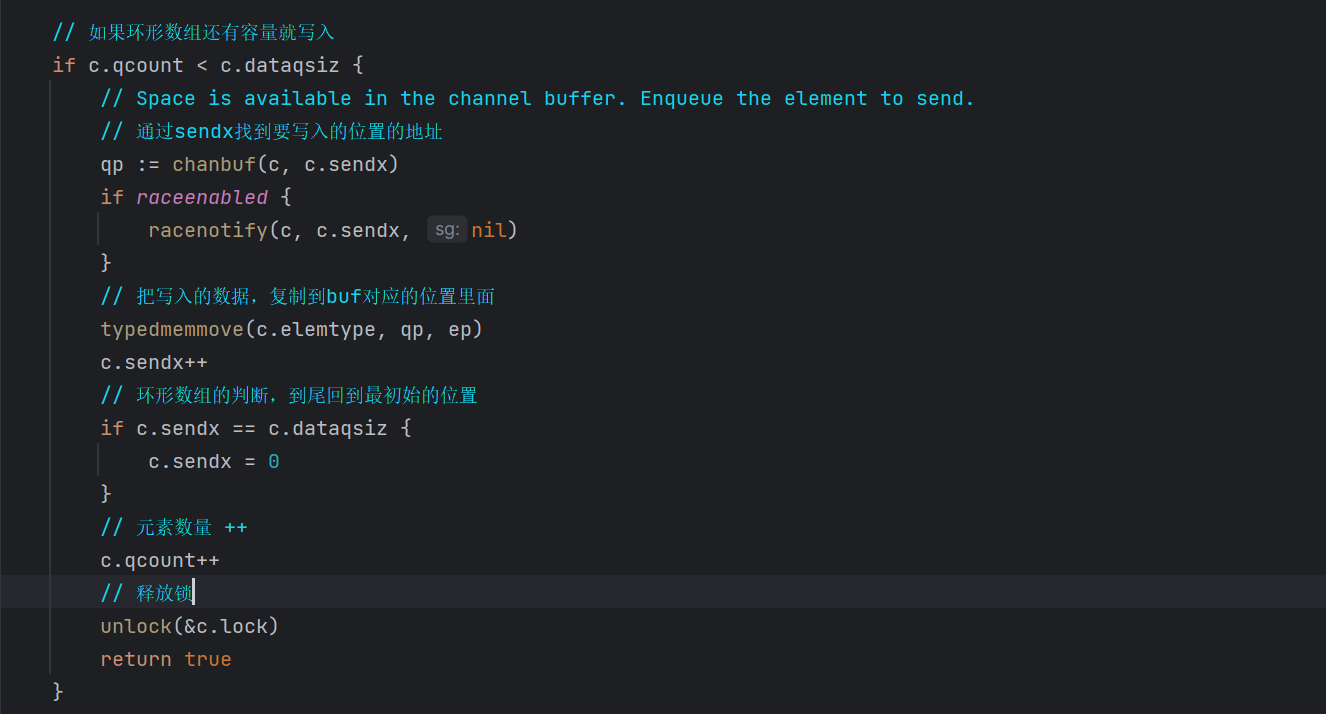 // 如果环形数组还有容量就写入
if c.qcount < c.dataqsiz {
// Space is available in the channel buffer. Enqueue the element to send.
// 通过sendx找到要写入的位置的地址
qp := chanbuf(c, c.sendx)
if raceenabled {
racenotify(c, c.sendx, sg: nil)
}
// 把写入的数据，复制到buf对应的位置里面
typedmemmove(c.elemtype, qp, ep)
c.sendx++
// 环形数组的判断，到尾回到最初始的位置
if c.sendx == c.dataqsiz {
c.sendx = 0
}
// 元素数量 ++
c.qcount++
// 释放锁
unlock(&c.lock)
return true
}